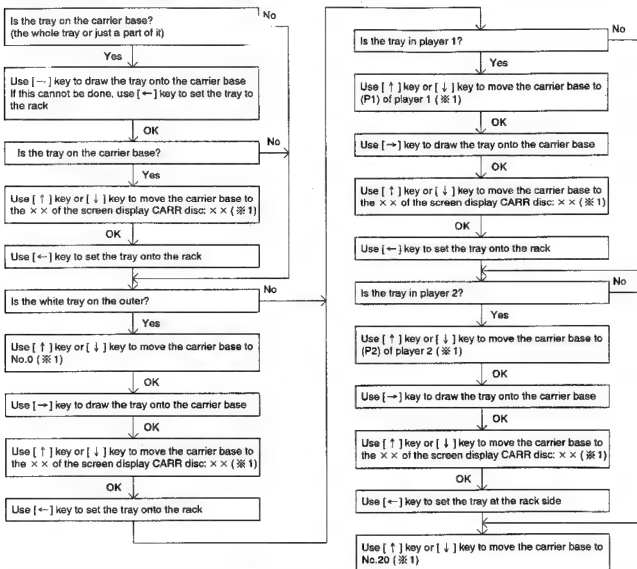 Is the tray on the carrier base?
(the whole tray or just a part of it)
No
Yes
Use [→] key to draw the tray onto the carrier base
If this cannot be done, use [←] key to set the tray to
the rack
OK
Is the tray on the carrier base?
No
Yes
Use [↑] key or [↓] key to move the carrier base to
the ×× of the screen display CARR disc: ×× (※1)
OK
Use [←] key to set the tray onto the rack
Is the white tray on the outer?
No
Yes
Use [↑] key or [↓] key to move the carrier base to
No.0 (※1)
OK
Use [→] key to draw the tray onto the carrier base
OK
Use [↑] key or [↓] key to move the carrier base to
the ×× of the screen display CARR disc: ×× (※1)
OK
Use [←] key to set the tray onto the rack
Is the tray in player 1?
No
Yes
Use [↑] key or [↓] key to move the carrier base to
(P1) of player 1 (※1)
OK
Use [→] key to draw the tray onto the carrier base
OK
Use [↑] key or [↓] key to move the carrier base to
the ×× of the screen display CARR disc: ×× (※1)
OK
Use [←] key to set the tray onto the rack
Is the tray in player 2?
No
Yes
Use [↑] key or [↓] key to move the carrier base to
(P2) of player 2 (※1)
OK
Use [→] key to draw the tray onto the carrier base
OK
Use [↑] key or [↓] key to move the carrier base to
the ×× of the screen display CARR disc: ×× (※1)
OK
Use [←] key to set the tray at the rack side
Use [↑] key or [↓] key to move the carrier base to
No.20 (※1)